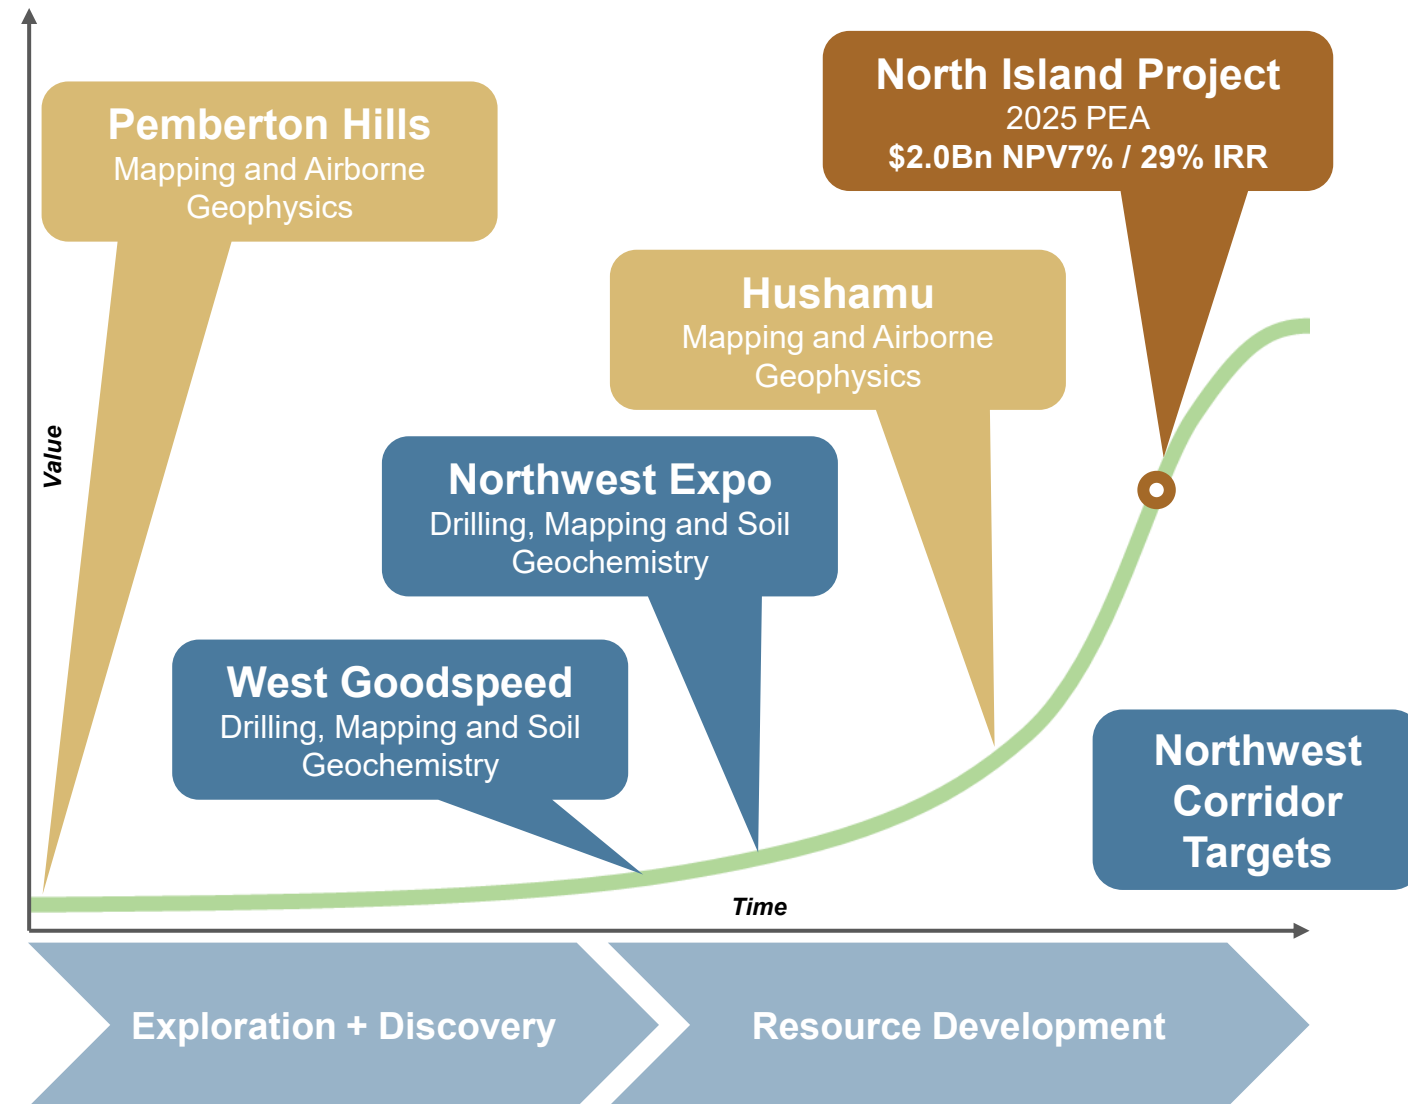 North Island Project
2025 PEA
$2.0Bn NPV7% / 29% IRR
Pemberton Hills
Mapping and Airborne
Geophysics
Hushamu
Mapping and Airborne
Geophysics
Value
Northwest Expo
Drilling, Mapping and Soil
Geochemistry
West Goodspeed
Drilling, Mapping and Soil
Geochemistry
Northwest
Corridor
Targets
Time
Exploration + Discovery
Resource Development